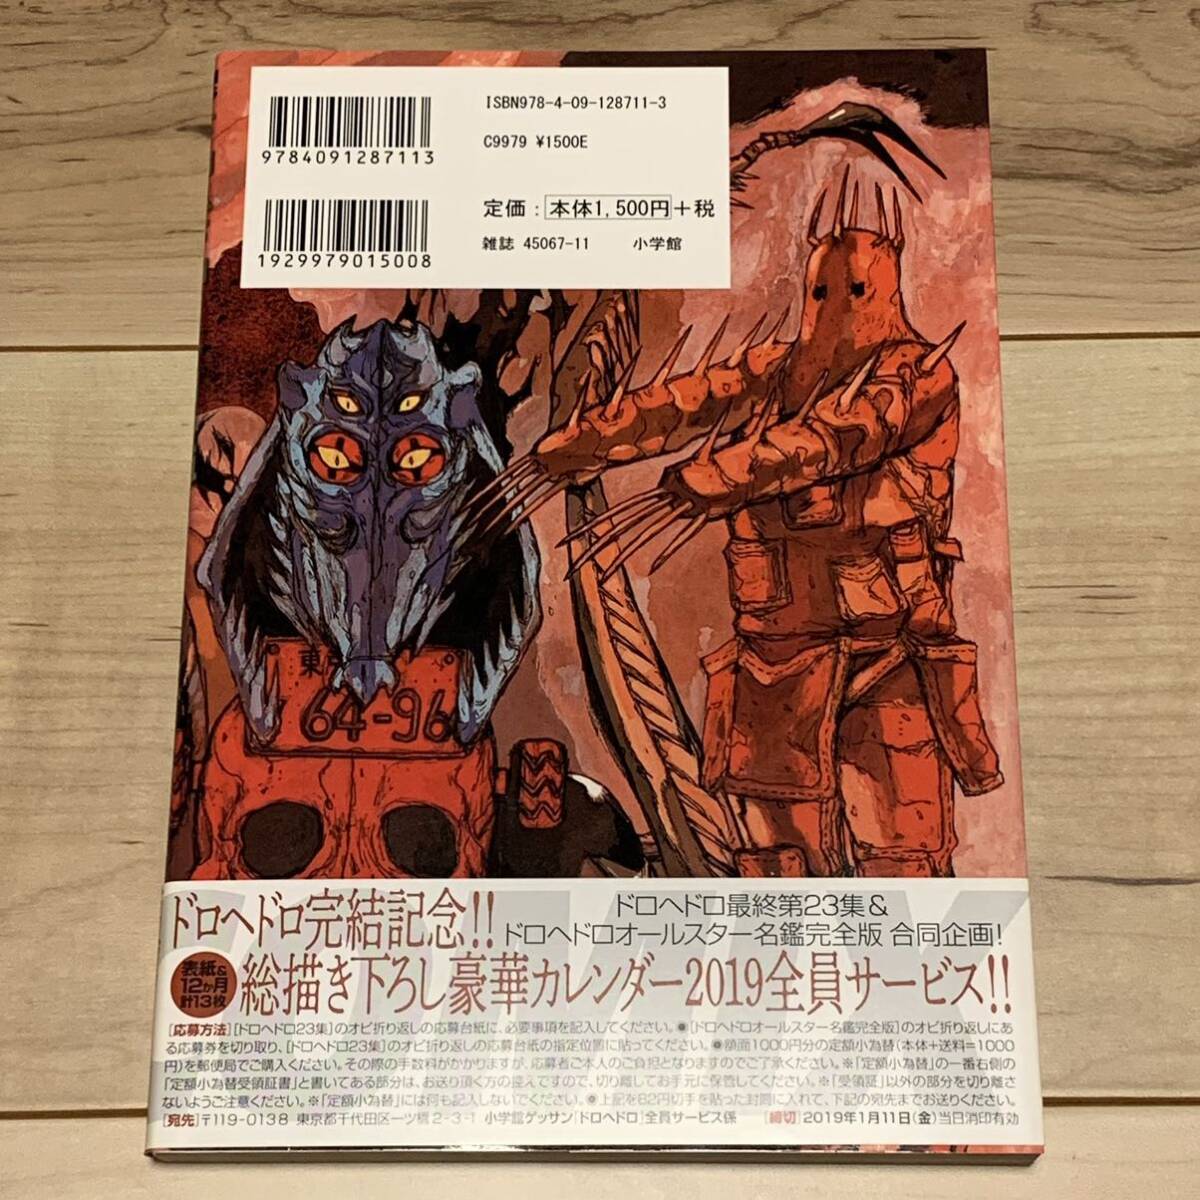 ISBN978-4-09-128711-3
9784091287113
C9979 ¥1500E
定価：本体1,500円＋税
1929979015008
雑誌 45067-11 小学館
東
64-96
ドロヘドロ完結記念!!
ドロヘドロ最終第23集＆
ドロヘドロオールスター名鑑完全版 合同企画!
表紙&
12か月
計13枚
総描き下ろし豪華カレンダー2019全員サービス!!
[応募方法][ドロヘドロ23集]のオビ折り返しの応募台紙に、必要事項を記入してください。●[ドロヘドロオールスター名鑑完全版]のオビ折り返しにあ
る応募券を切り取り、[ドロヘドロ23集]のオビ折り返しの応募台紙の指定位置に貼ってください。●額面1000円分の定額小為替(本体+送料=1000
円)を郵便局でご購入ください。その際の手数料がかかりますが、応募者ご本人のご負担となりますのでご了承ください。※「定額小為替」の一番右側の
「定額小為替受領証書」と書いてある部分は、お送り頂く方の控えですので、切り離してお手元に保管してください。※「受領証」以外の部分を切り離さ
ないようご注意ください。※「定額小為替」には何も記入しないでください。●上記を82円切手を貼った封筒に入れて、下記の宛先までお送りください。
[宛先]〒119-0138 東京都千代田区一ツ橋2-3-1 小学館ゲッサン「ドロヘドロ」全員サービス係 [締切]2019年1月11日(金)当日消印有効